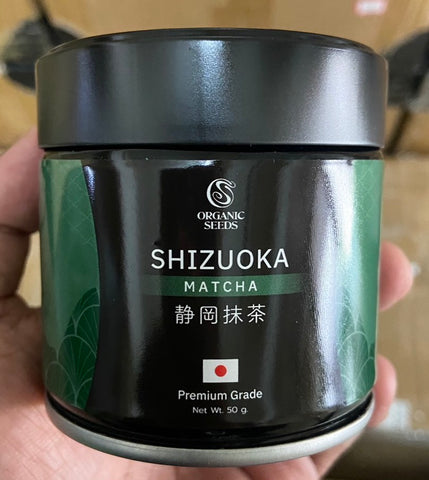 ORGANIC
SEEDS
SHIZUOKA
MATCHA
静岡抹茶
Premium Grade
Net Wt. 50 g.